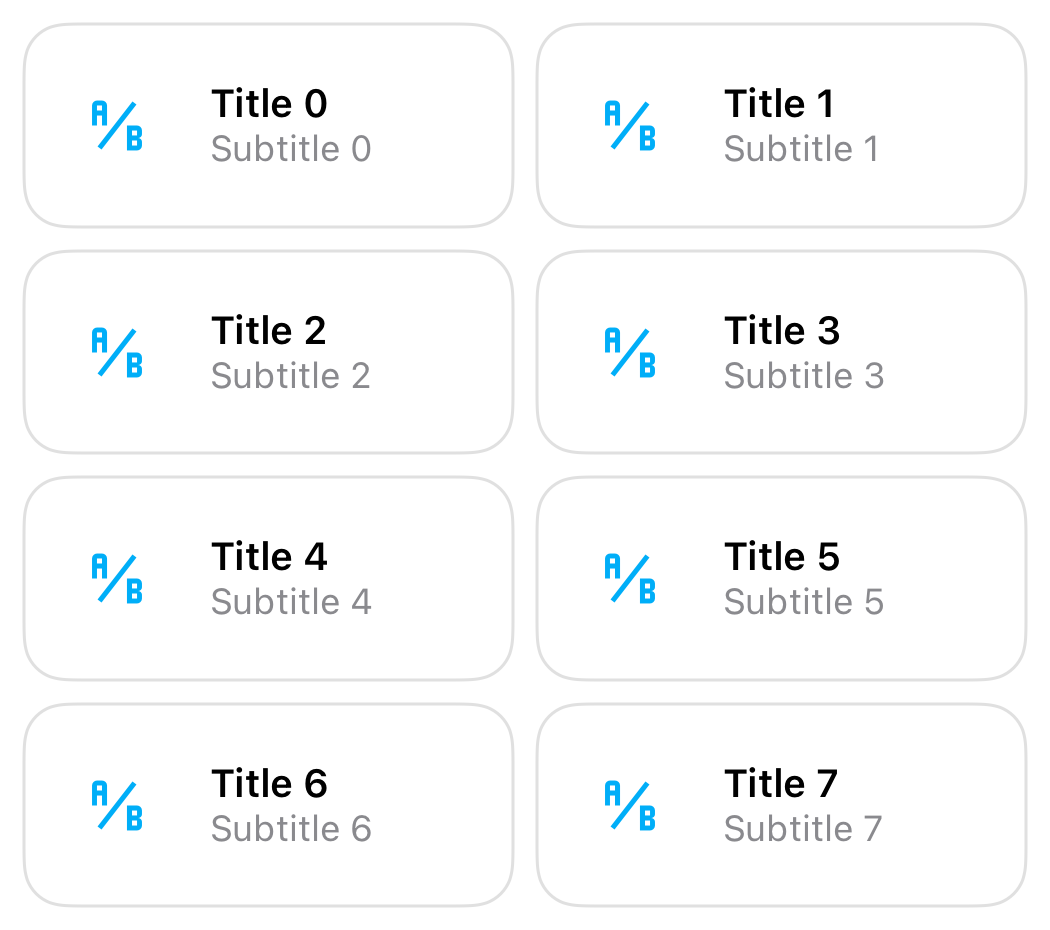 A/B
Title 0
Subtitle 0
A/B
Title 1
Subtitle 1
A/B
Title 2
Subtitle 2
A/B
Title 3
Subtitle 3
A/B
Title 4
Subtitle 4
A/B
Title 5
Subtitle 5
A/B
Title 6
Subtitle 6
A/B
Title 7
Subtitle 7